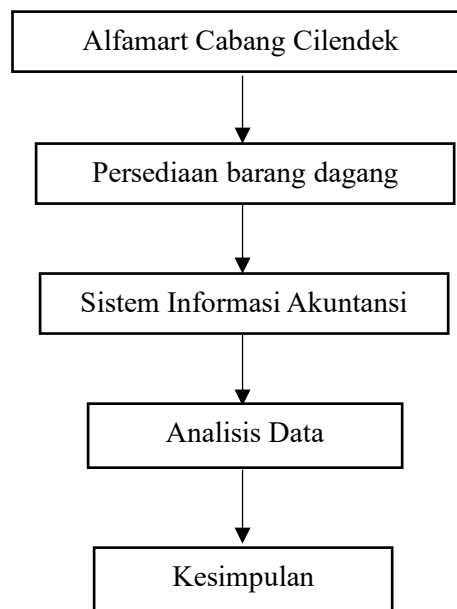 Alfamart Cabang Cilendek
Persediaan barang dagang
Sistem Informasi Akuntansi
Analisis Data
Kesimpulan